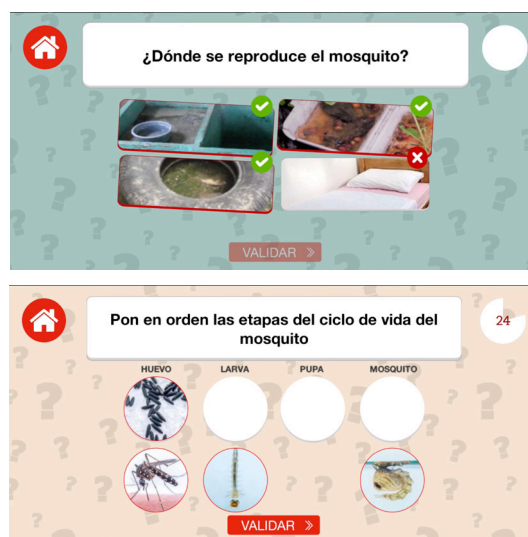 ¿Dónde se reproduce el mosquito?
VALIDAR »
Pon en orden las etapas del ciclo de vida del
mosquito
24
HUEVO LARVA PUPA MOSQUITO
VALIDAR »